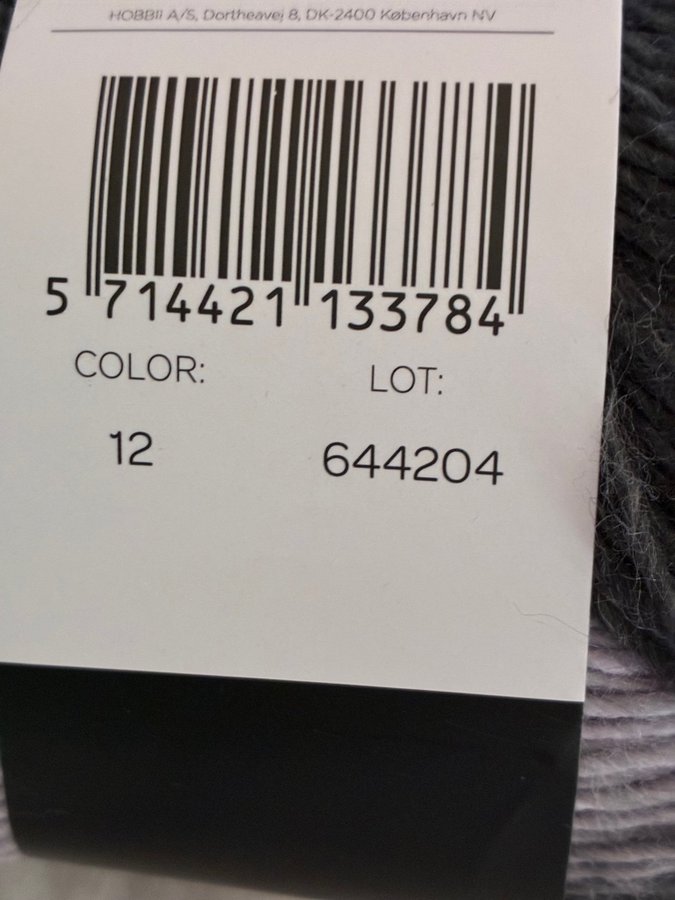 HOBBII A/S, Dortheavej 8, DK-2400 København NV
5 714421 133784
COLOR: LOT:
12 644204